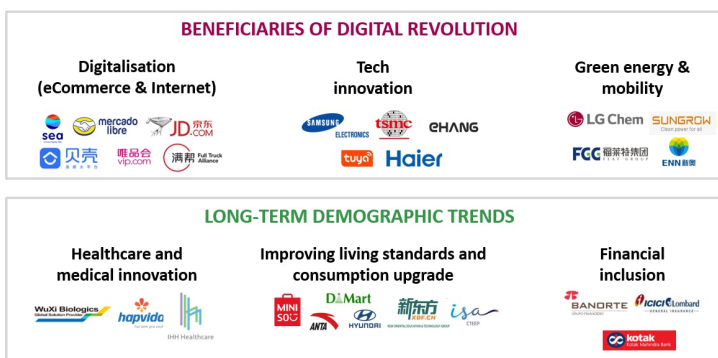 BENEFICIARIES OF DIGITAL REVOLUTION
Digitalisation
(eCommerce & Internet)
sea
mercado
libre
JD.京东
.COM
贝壳
唯品会
vip.com
满帮 Full Truck
Alliance
Tech
innovation
SAMSUNG
ELECTRONICS
tsmc
EHANG
tuya
Haier
Green energy &
mobility
LG Chem
SUNGROW
Clean power for all
FGG 福莱特集团
FLAT GROUP
ENN新奥
LONG-TERM DEMOGRAPHIC TRENDS
Healthcare and
medical innovation
WuXi Biologics
Global Solution Provider
hapvida
IHH Healthcare
Improving living standards and
consumption upgrade
MINI
SO
ANTA
DMart
HYUNDAI
新东方
XDF.CN
isa
CTEEP
Financial
inclusion
BANORTE
ICICI Lombard
GENERAL INSURANCE
kotak
Kotak Mahindra Bank